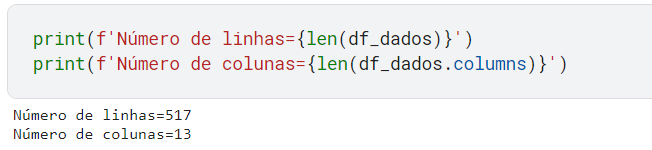 print(f'Número de linhas={len(df_dados)}')
print(f'Número de colunas={len(df_dados.columns)}')
Número de linhas=517
Número de colunas=13